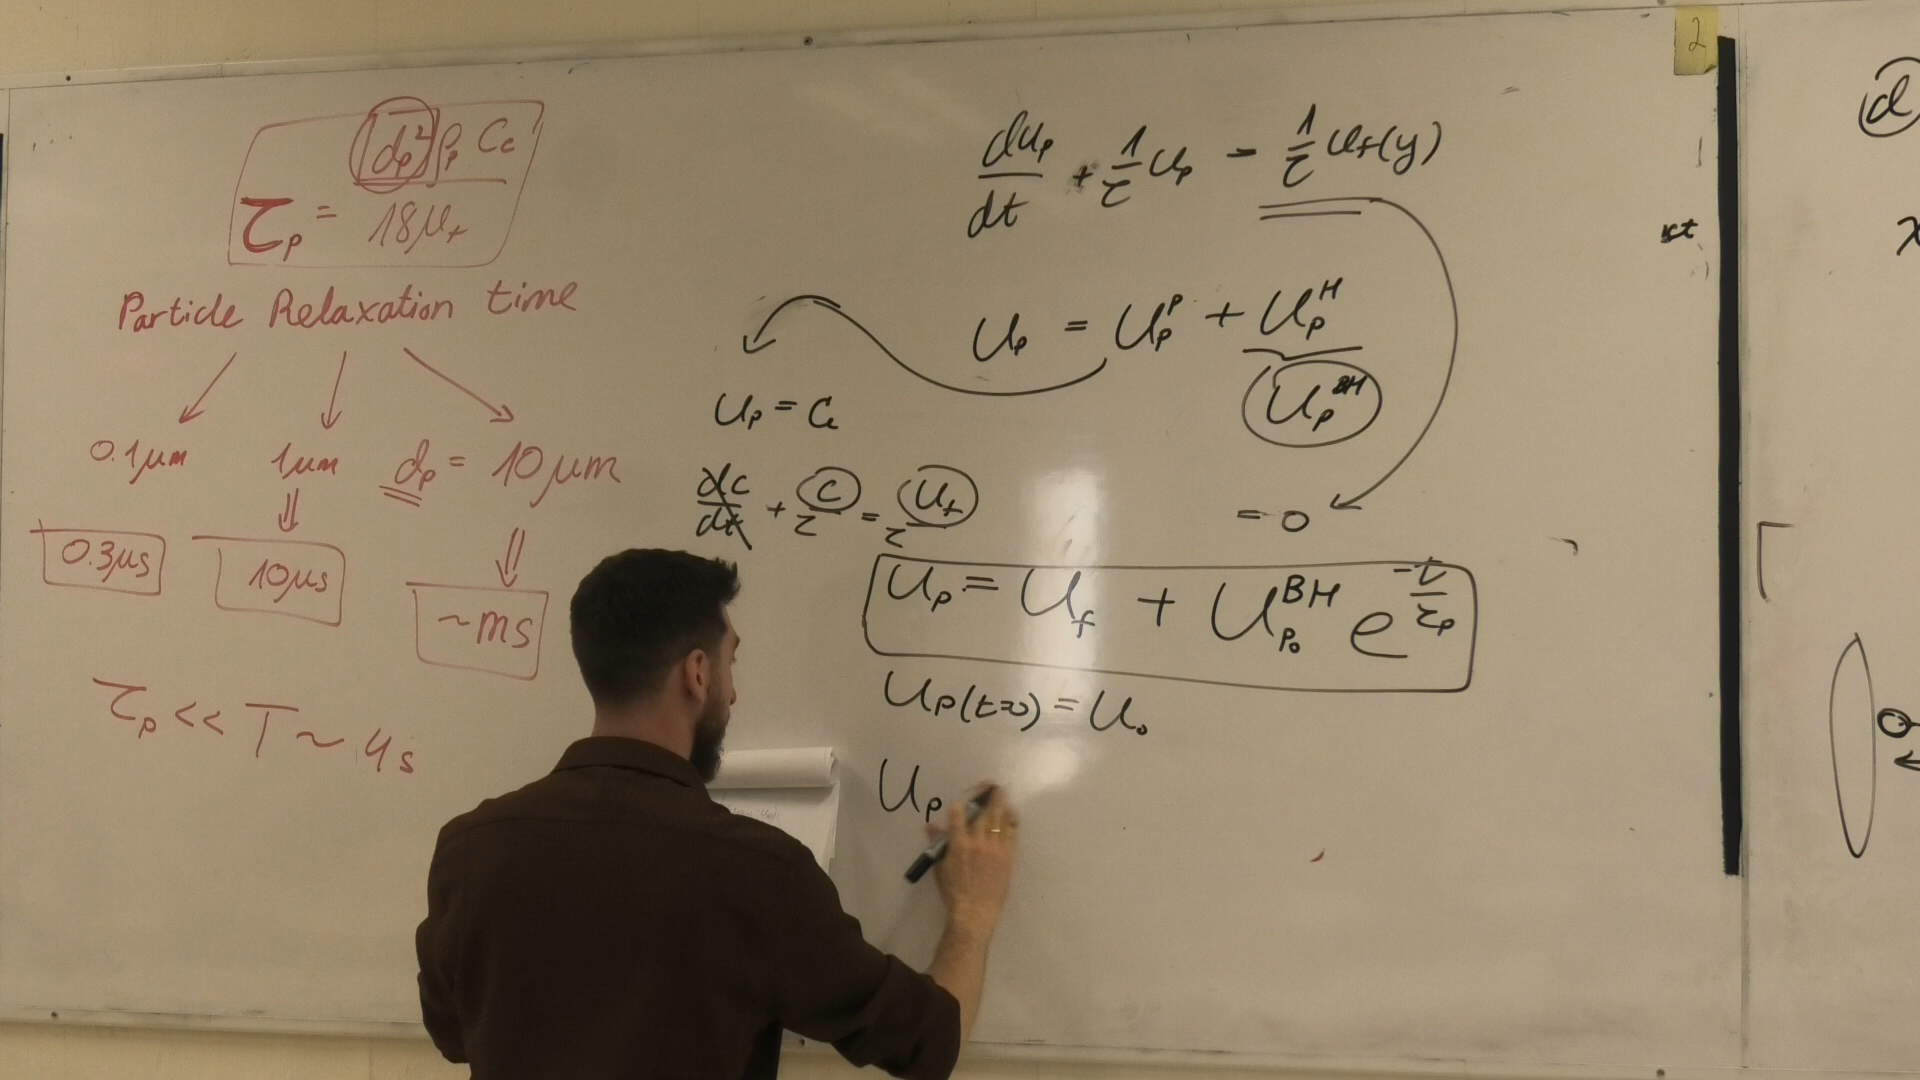 τp = dp² ρp Cc / 18μf
Particle Relaxation time
0.1μm 1μm dp = 10μm
0.3μs 10μs ~ms
τp << T ~ 4s
2
dup/dt + 1/τ up = 1/τ uf(y)
Up = Up^P + Up^H
Up^BH
Up = C
dc/dt + C/τ = Uf/τ
= 0
Up = Uf + Up₀^BH e^(-t/τp)
Up(t=0) = U₀
Up
d